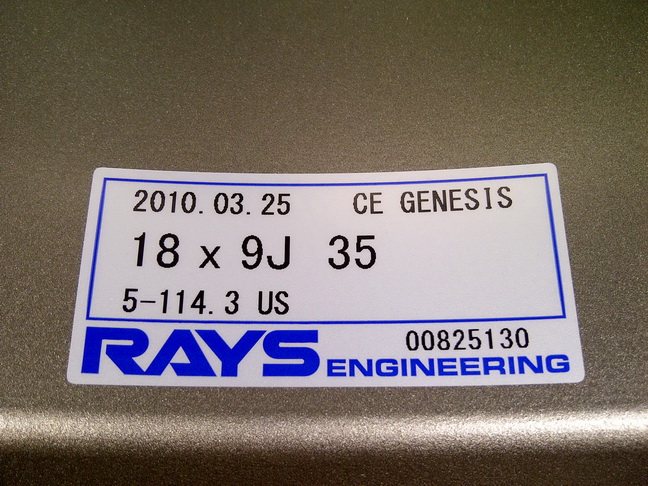 2010.03.25 CE GENESIS
18 x 9J 35
5-114.3 US
00825130
RAYS ENGINEERING